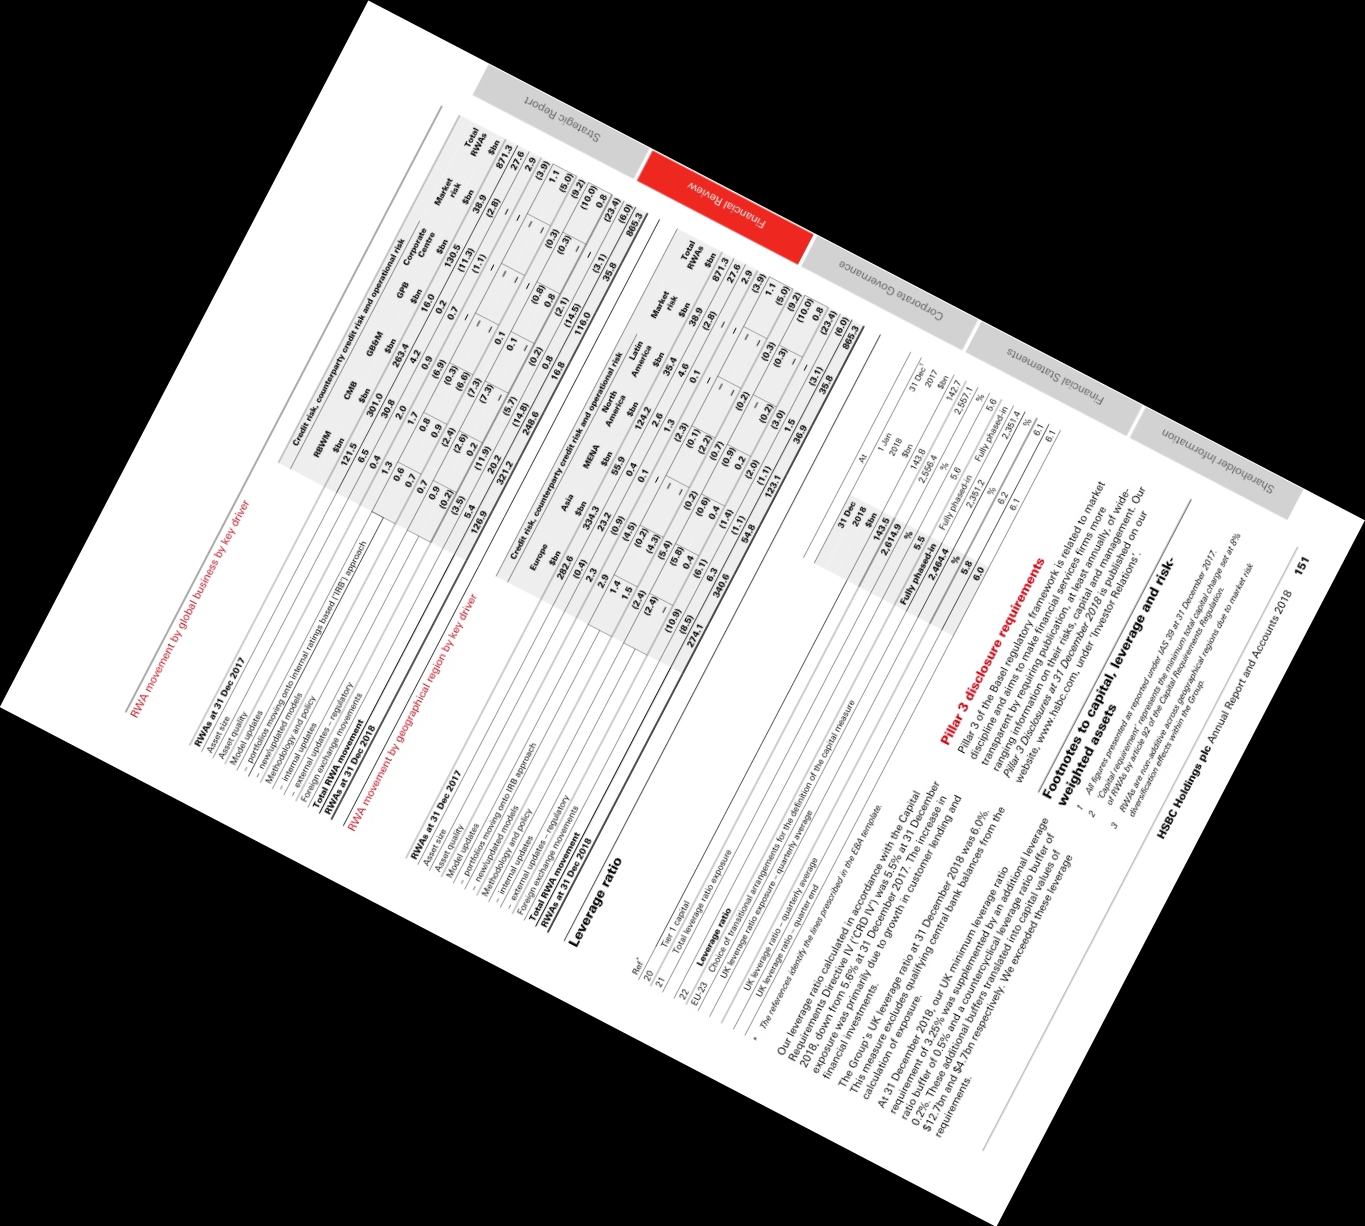 Strategic Report
Financial Review
Corporate Governance
Financial Statements
Shareholder Information
RWA movement by global business by key driver
Credit risk, counterparty credit risk and operational risk
RBWM CMB GB&M GPB Corporate Centre Market risk Total RWAs
$bn $bn $bn $bn $bn $bn $bn
RWAs at 31 Dec 2017 121.5 301.0 263.4 16.0 130.5 38.9 871.3
Asset size 6.5 30.8 4.2 0.2 (11.3) (2.8) 27.6
Asset quality 0.4 2.0 0.9 0.7 (1.1) – 2.9
Model updates 1.3 1.7 (6.9) – – – (3.9)
– portfolios moving onto internal ratings based ('IRB') approach 0.6 0.8 (0.3) – – – 1.1
– new/updated models 0.7 0.9 (6.6) – – – (5.0)
Methodology and policy 0.7 (2.4) (7.3) 0.1 – (0.3) (9.2)
– internal updates 0.9 (2.6) (7.3) 0.1 (0.8) (0.3) (10.0)
– external updates – regulatory (0.2) 0.2 – – 0.8 – 0.8
Foreign exchange movements (3.5) (11.9) (5.7) (0.2) (2.1) – (23.4)
Total RWA movement 5.4 20.2 (14.8) 0.8 (14.5) (3.1) (6.0)
RWAs at 31 Dec 2018 126.9 321.2 248.6 16.8 116.0 35.8 865.3
RWA movement by geographical region by key driver
Credit risk, counterparty credit risk and operational risk
Europe Asia MENA North America Latin America Market risk Total RWAs
$bn $bn $bn $bn $bn $bn $bn
RWAs at 31 Dec 2017 282.6 334.3 55.9 124.2 35.4 38.9 871.3
Asset size (0.4) 23.2 0.4 2.6 4.6 (2.8) 27.6
Asset quality 2.3 (0.9) 0.1 1.3 0.1 – 2.9
Model updates 2.9 (4.5) – (2.3) – – (3.9)
– portfolios moving onto IRB approach 1.4 (0.2) – (0.1) – – 1.1
– new/updated models 1.5 (4.3) – (2.2) – – (5.0)
Methodology and policy (2.4) (5.4) (0.2) (0.7) (0.2) (0.3) (9.2)
– internal updates (2.4) (5.8) (0.6) (0.9) – (0.3) (10.0)
– external updates – regulatory – 0.4 0.4 0.2 (0.2) – 0.8
Foreign exchange movements (10.9) (6.1) (1.4) (2.0) (3.0) – (23.4)
Total RWA movement (8.5) 6.3 (1.1) (1.1) 1.5 (3.1) (6.0)
RWAs at 31 Dec 2018 274.1 340.6 54.8 123.1 36.9 35.8 865.3
Leverage ratio
At
31 Dec 1 Jan 31 Dec1
2018 2018 2017
Ref* $bn $bn $bn
20 Tier 1 capital 143.5 143.8 142.7
21 Total leverage ratio exposure 2,614.9 2,556.4 2,557.1
% % %
22 Leverage ratio 5.5 5.6 5.6
EU-23 Choice of transitional arrangements for the definition of the capital measure Fully phased-in Fully phased-in Fully phased-in
UK leverage ratio exposure – quarterly average 2,464.4 2,351.2 2,351.4
% % %
UK leverage ratio – quarterly average 5.8 6.2 6.1
UK leverage ratio – quarter end 6.0 6.1 6.1
* The references identify the lines prescribed in the EBA template.
Our leverage ratio calculated in accordance with the Capital
Requirements Directive IV ('CRD IV') was 5.5% at 31 December
2018, down from 5.6% at 31 December 2017. The increase in
exposure was primarily due to growth in customer lending and
financial investments.
The Group's UK leverage ratio at 31 December 2018 was 6.0%.
This measure excludes qualifying central bank balances from the
calculation of exposure.
At 31 December 2018, our UK minimum leverage ratio
requirement of 3.25% was supplemented by an additional leverage
ratio buffer of 0.5% and a countercyclical leverage ratio buffer of
0.2%. These additional buffers translated into capital values of
$12.7bn and $4.7bn respectively. We exceeded these leverage
requirements.
Pillar 3 disclosure requirements
Pillar 3 of the Basel regulatory framework is related to market
discipline and aims to make financial services firms more
transparent by requiring publication, at least annually, of wide-
ranging information on their risks, capital and management. Our
Pillar 3 Disclosures at 31 December 2018 is published on our
website, www.hsbc.com, under 'Investor Relations'.
Footnotes to capital, leverage and risk-
weighted assets
1 All figures presented as reported under IAS 39 at 31 December 2017.
2 'Capital requirement' represents the minimum total capital charge set at 8%
of RWAs by article 92 of the Capital Requirements Regulation.
3 RWAs are non-additive across geographical regions due to market risk
diversification effects within the Group.
HSBC Holdings plc Annual Report and Accounts 2018 151